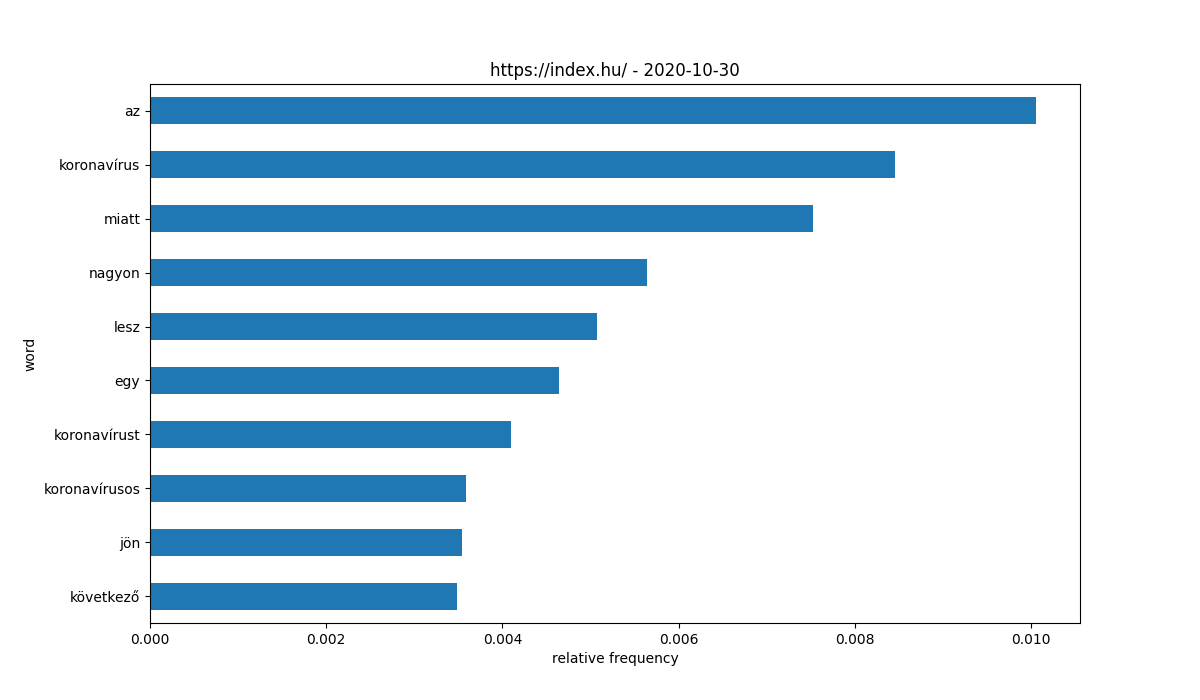 https://index.hu/ - 2020-10-30
az
koronavírus
miatt
nagyon
lesz
egy
koronavírust
koronavírusos
jön
következő
word
0.000 0.002 0.004 0.006 0.008 0.010
relative frequency